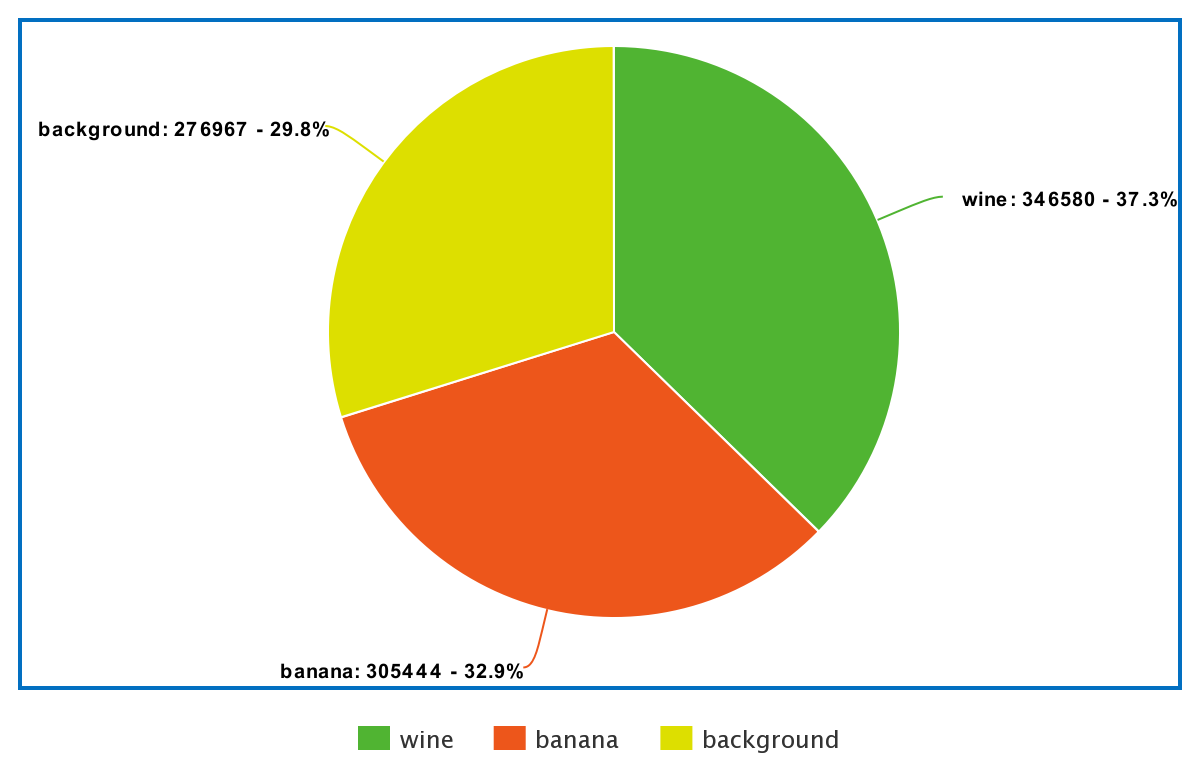 background: 276967 - 29.8%
wine: 346580 - 37.3%
banana: 305444 - 32.9%
wine
banana
background